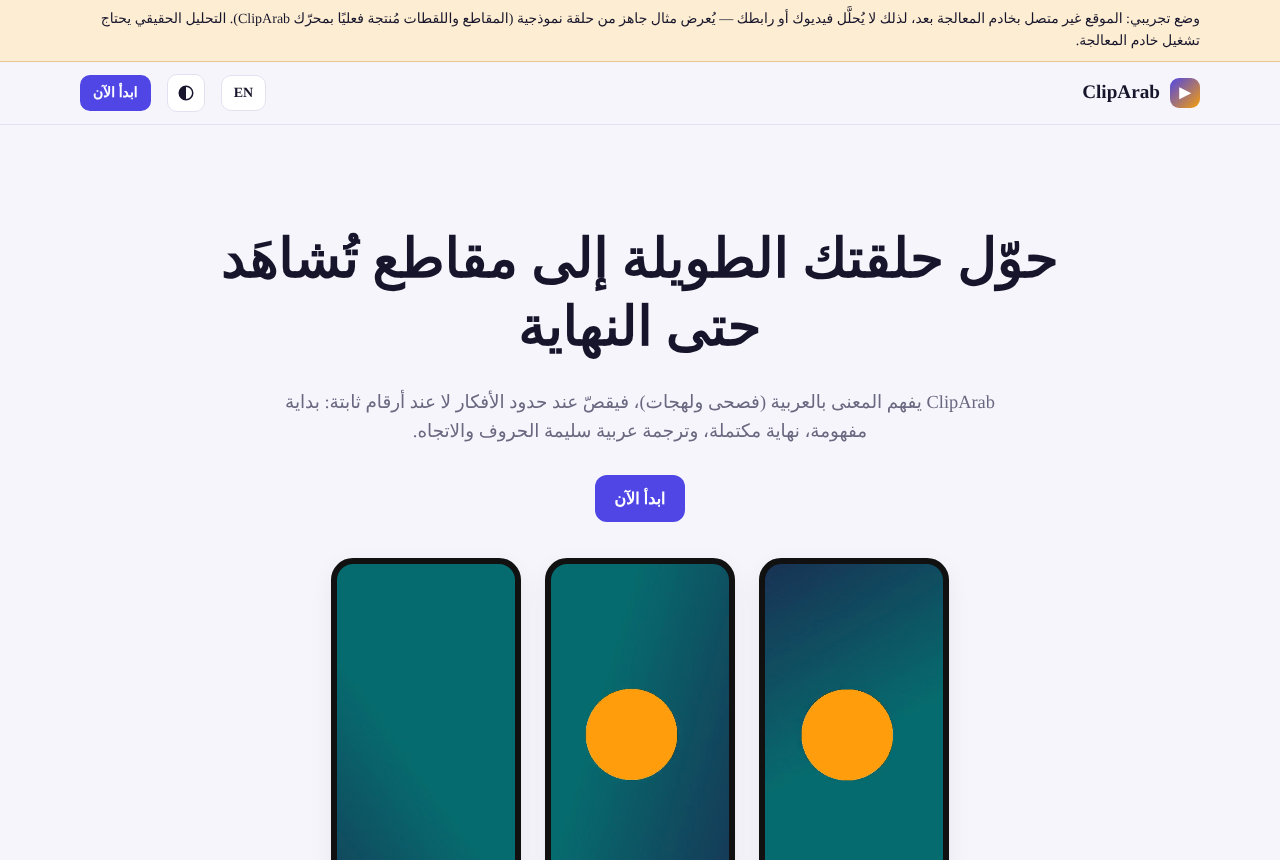 وضع تجريبي: الموقع غير متصل بخادم المعالجة بعد، لذلك لا يُحلَّل فيديوك أو رابطك — يُعرض مثال جاهز من حلقة نموذجية (المقاطع واللقطات مُنتجة فعليًا بمحرّك ClipArab). التحليل الحقيقي يحتاج
تشغيل خادم المعالجة.
ClipArab
EN
ابدأ الآن
حوّل حلقتك الطويلة إلى مقاطع تُشاهَد
حتى النهاية
ClipArab يفهم المعنى بالعربية (فصحى ولهجات)، فيقصّ عند حدود الأفكار لا عند أرقام ثابتة: بداية
مفهومة، نهاية مكتملة، وترجمة عربية سليمة الحروف والاتجاه.
ابدأ الآن